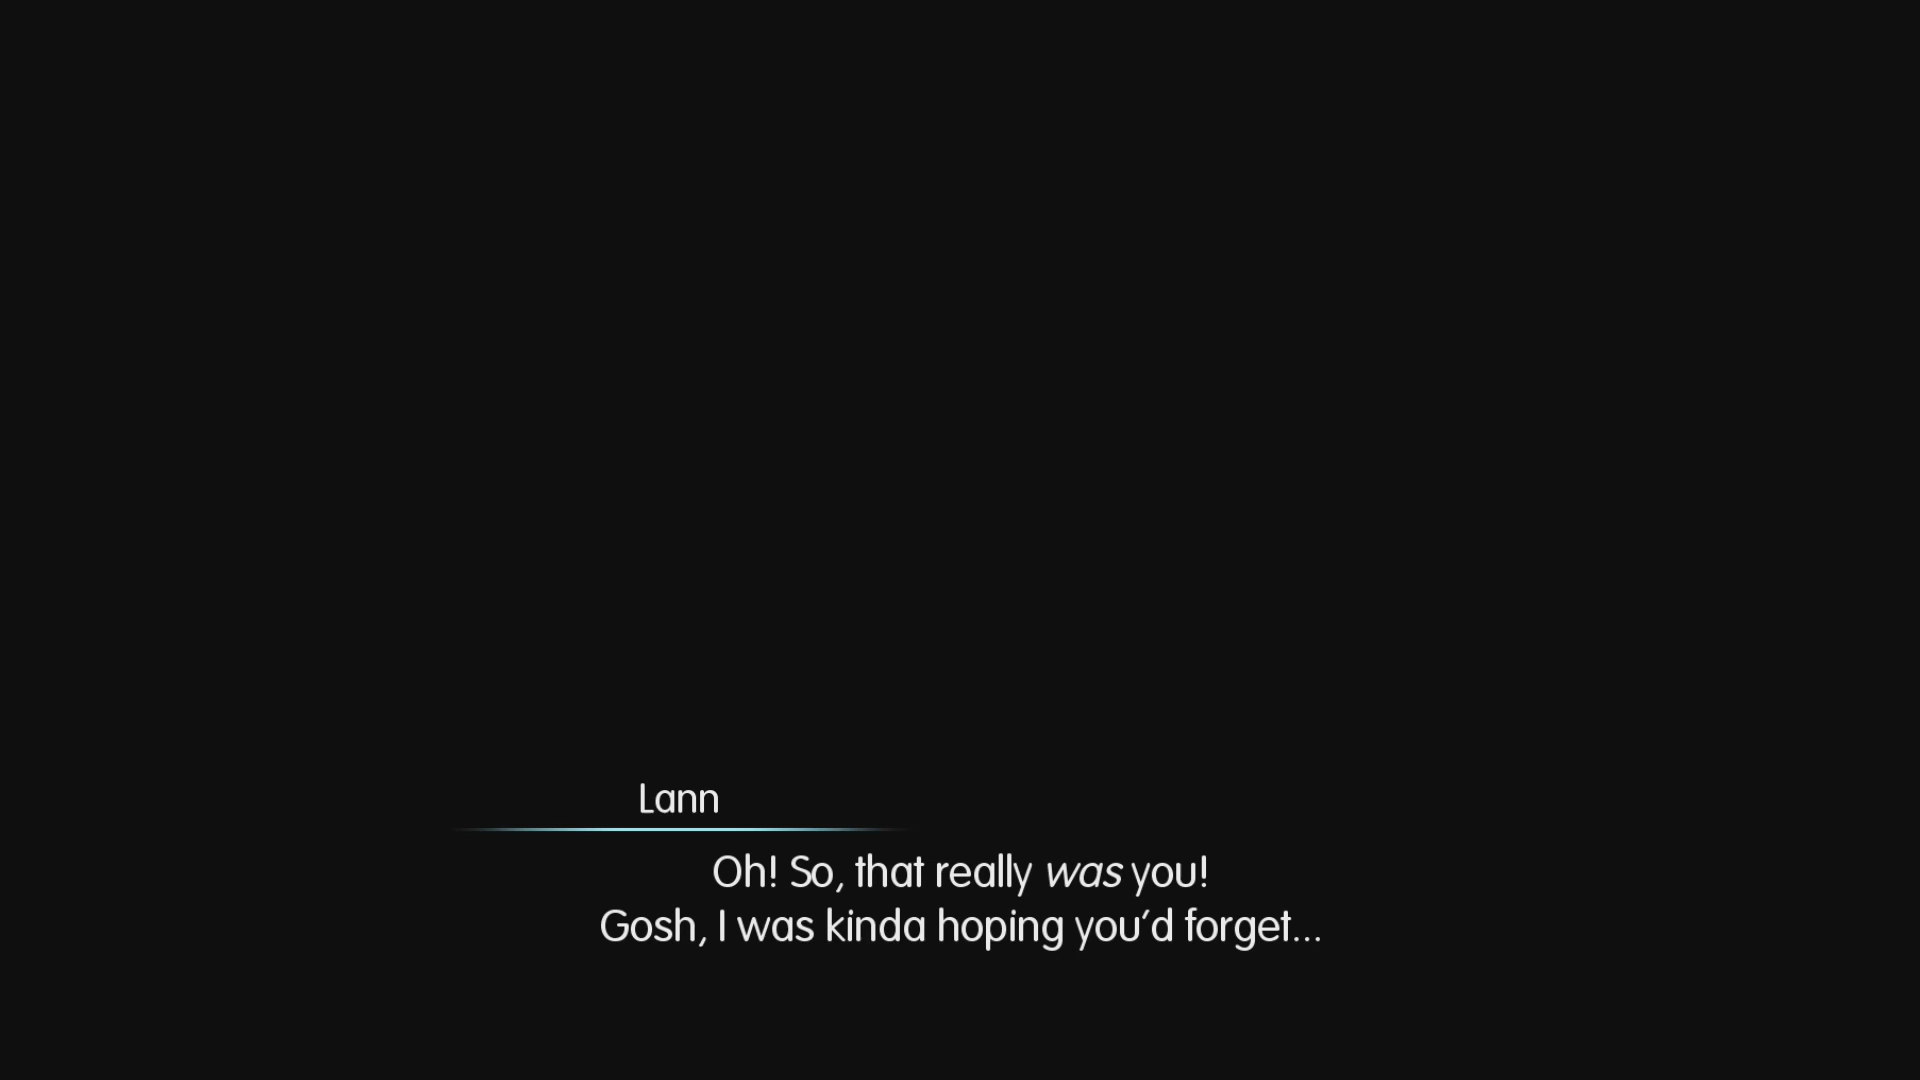 Lann
Oh! So, that really was you!
Gosh, I was kinda hoping you'd forget...